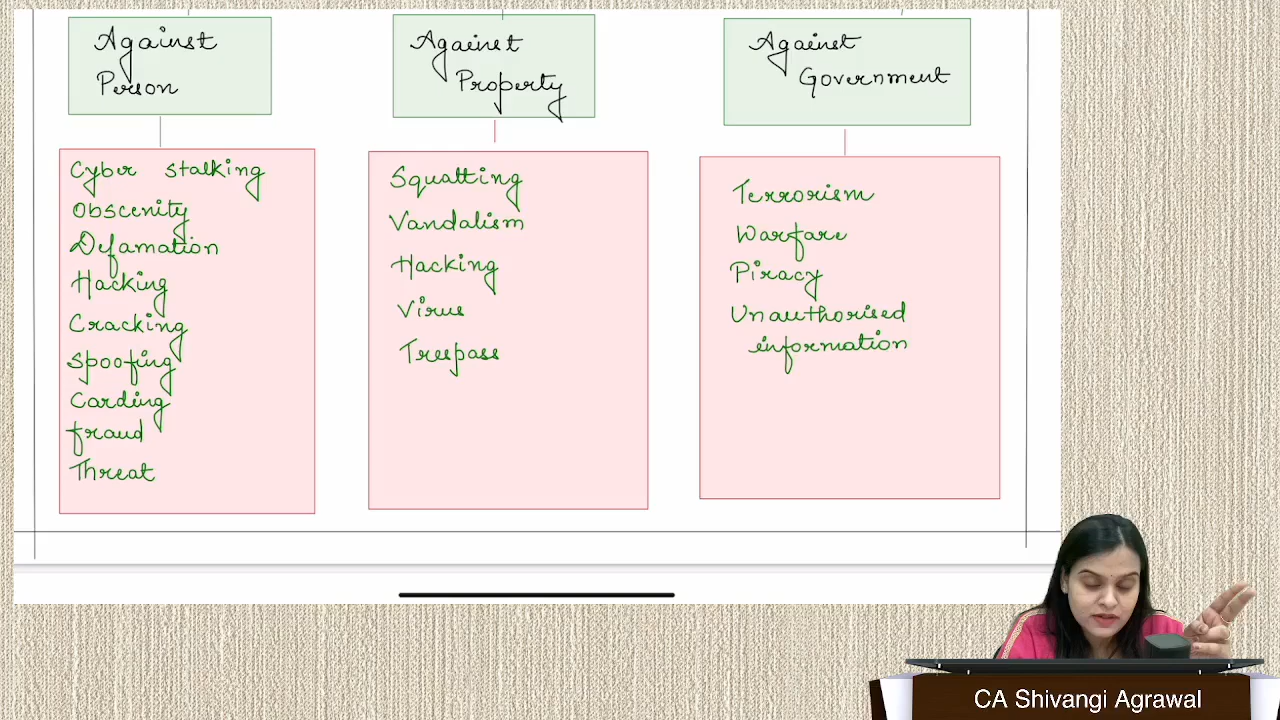 Against
Person
Cyber stalking
Obscenity
Defamation
Hacking
Cracking
Spoofing
Carding
fraud
Threat
Against
Property
Squatting
Vandalism
Hacking
Virus
Trespass
Against
Government
Terrorism
Warfare
Piracy
Unauthorised
information
CA Shivangi Agrawal